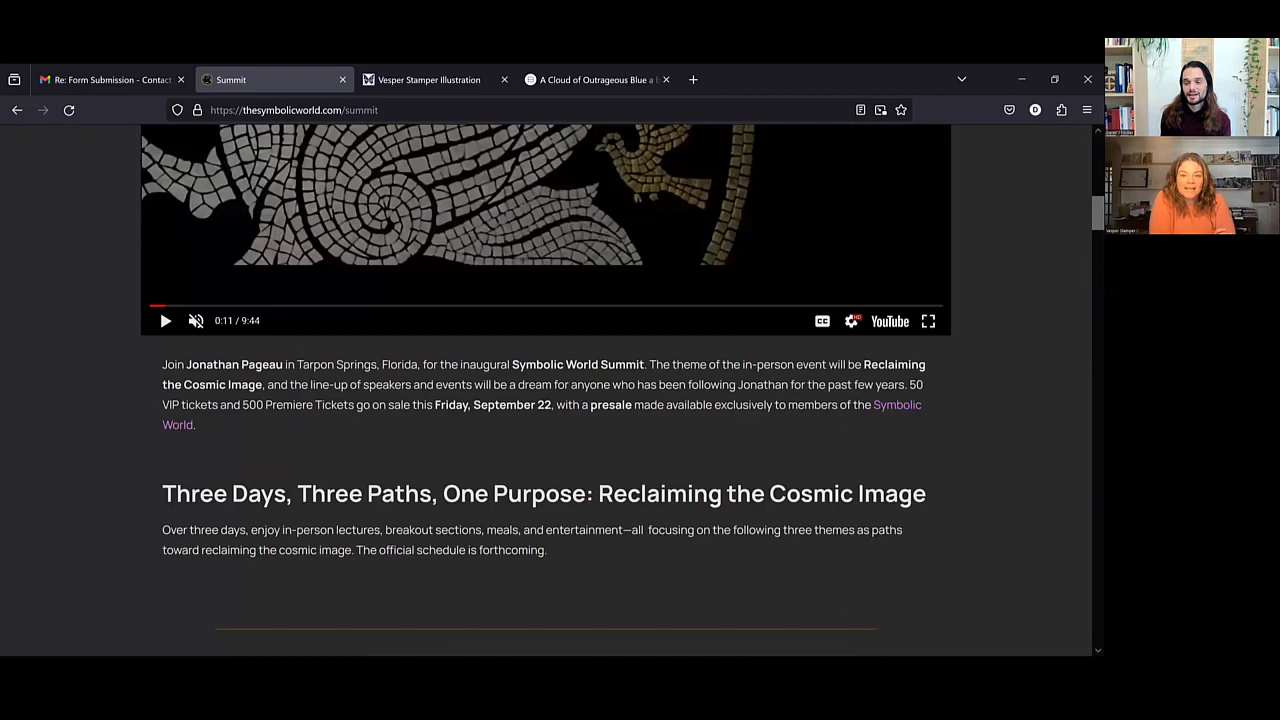 Re: Form Submission - Contact
Summit
Vesper Stamper Illustration
A Cloud of Outrageous Blue a b
https://thesymbolicworld.com/summit
0:11 / 9:44
CC
HD
YouTube
Join Jonathan Pageau in Tarpon Springs, Florida, for the inaugural Symbolic World Summit. The theme of the in-person event will be Reclaiming
the Cosmic Image, and the line-up of speakers and events will be a dream for anyone who has been following Jonathan for the past few years. 50
VIP tickets and 500 Premiere Tickets go on sale this Friday, September 22, with a presale made available exclusively to members of the Symbolic
World.
Three Days, Three Paths, One Purpose: Reclaiming the Cosmic Image
Over three days, enjoy in-person lectures, breakout sections, meals, and entertainment—all focusing on the following three themes as paths
toward reclaiming the cosmic image. The official schedule is forthcoming.
Vesper Stamper